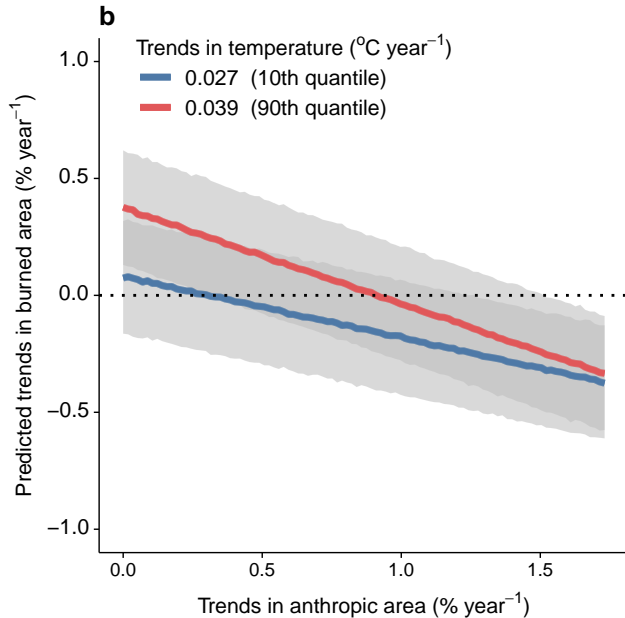 b
Trends in temperature (°C year⁻¹)
0.027 (10th quantile)
0.039 (90th quantile)
Predicted trends in burned area (% year⁻¹)
1.0
0.5
0.0
−0.5
−1.0
0.0 0.5 1.0 1.5
Trends in anthropic area (% year⁻¹)